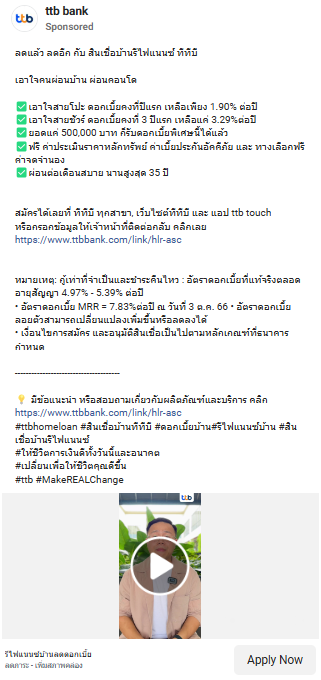 ttb bank
Sponsored
ลดแล้ว ลดอีก กับ สินเชื่อบ้านรีไฟแนนซ์ ทีทีบี
เอาใจคนผ่อนบ้าน ผ่อนคอนโด
✅ เอาใจสายโปะ ดอกเบี้ยคงที่ปีแรก เหลือเพียง 1.90% ต่อปี
✅ เอาใจสายชัวร์ ดอกเบี้ยคงที่ 3 ปีแรก เหลือแค่ 3.29%ต่อปี
✅ ยอดแค่ 500,000 บาท ก็รับดอกเบี้ยพิเศษนี้ได้แล้ว
✅ ฟรี ค่าประเมินราคาหลักทรัพย์ ค่าเบี้ยประกันอัคคีภัย และ ทางเลือกฟรี
ค่าจดจำนอง
✅ ผ่อนต่อเดือนสบาย นานสูงสุด 35 ปี
สมัครได้เลยที่ ทีทีบี ทุกสาขา, เว็บไซต์ทีทีบี และ แอป ttb touch
หรือกรอกข้อมูลให้เจ้าหน้าที่ติดต่อกลับ คลิกเลย
https://www.ttbbank.com/link/hlr-asc
หมายเหตุ: กู้เท่าที่จำเป็นและชำระคืนไหว : อัตราดอกเบี้ยที่แท้จริงตลอด
อายุสัญญา 4.97% - 5.39% ต่อปี
• อัตราดอกเบี้ย MRR = 7.83%ต่อปี ณ วันที่ 3 ต.ค. 66 • อัตราดอกเบี้ย
ลอยตัวสามารถเปลี่ยนแปลงเพิ่มขึ้นหรือลดลงได้
• เงื่อนไขการสมัคร และอนุมัติสินเชื่อเป็นไปตามหลักเกณฑ์ที่ธนาคาร
กำหนด
-------------------------------------
💡 มีข้อแนะนำ หรือสอบถามเกี่ยวกับผลิตภัณฑ์และบริการ คลิก
https://www.ttbbank.com/link/hlr-asc
#ttbhomeloan #สินเชื่อบ้านทีทีบี #ดอกเบี้ยบ้าน#รีไฟแนนซ์บ้าน #สิน
เชื่อบ้านรีไฟแนนซ์
#ให้ชีวิตการเงินดีทั้งวันนี้และอนาคต
#เปลี่ยนเพื่อให้ชีวิตคุณดีขึ้น
#ttb #MakeREALChange
ttb
รีไฟแนนซ์บ้านลดดอกเบี้ย
ลดภาระ - เพิ่มสภาพคล่อง
Apply Now